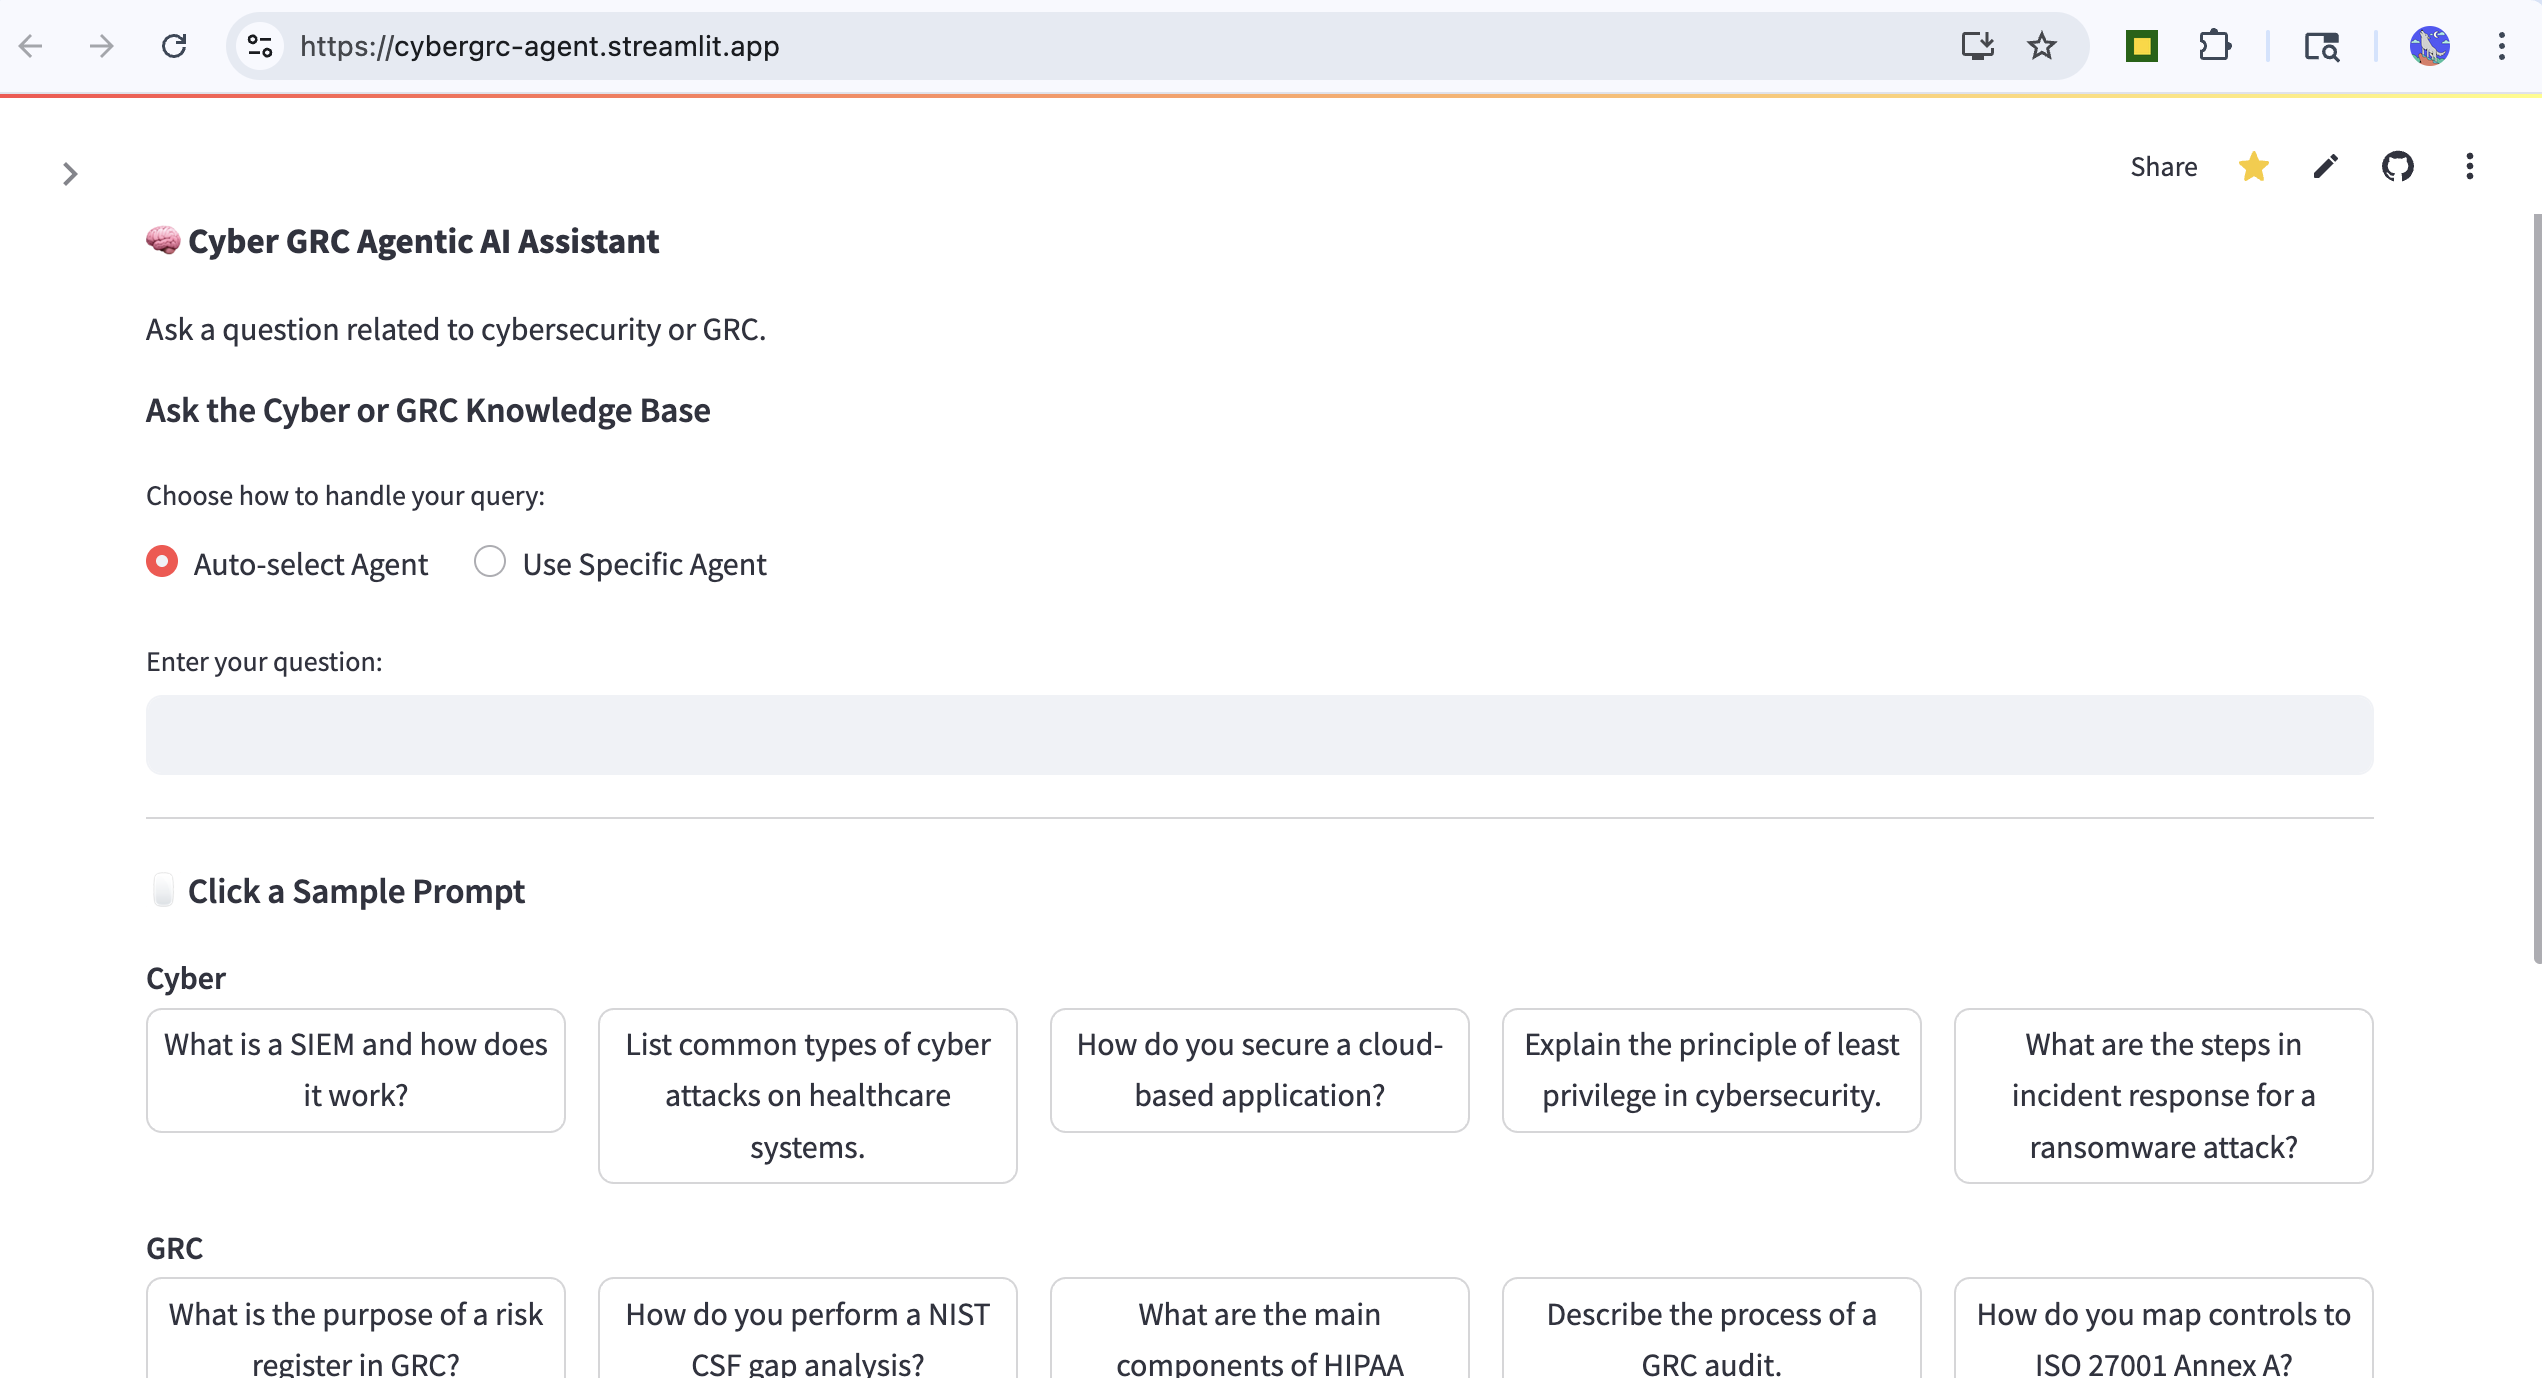 https://cybergrc-agent.streamlit.app
Share
Cyber GRC Agentic AI Assistant
Ask a question related to cybersecurity or GRC.
Ask the Cyber or GRC Knowledge Base
Choose how to handle your query:
Auto-select Agent
Use Specific Agent
Enter your question:
Click a Sample Prompt
Cyber
What is a SIEM and how does
it work?
List common types of cyber
attacks on healthcare
systems.
How do you secure a cloud-
based application?
Explain the principle of least
privilege in cybersecurity.
What are the steps in
incident response for a
ransomware attack?
GRC
What is the purpose of a risk
register in GRC?
How do you perform a NIST
CSF gap analysis?
What are the main
components of HIPAA
Describe the process of a
GRC audit.
How do you map controls to
ISO 27001 Annex A?